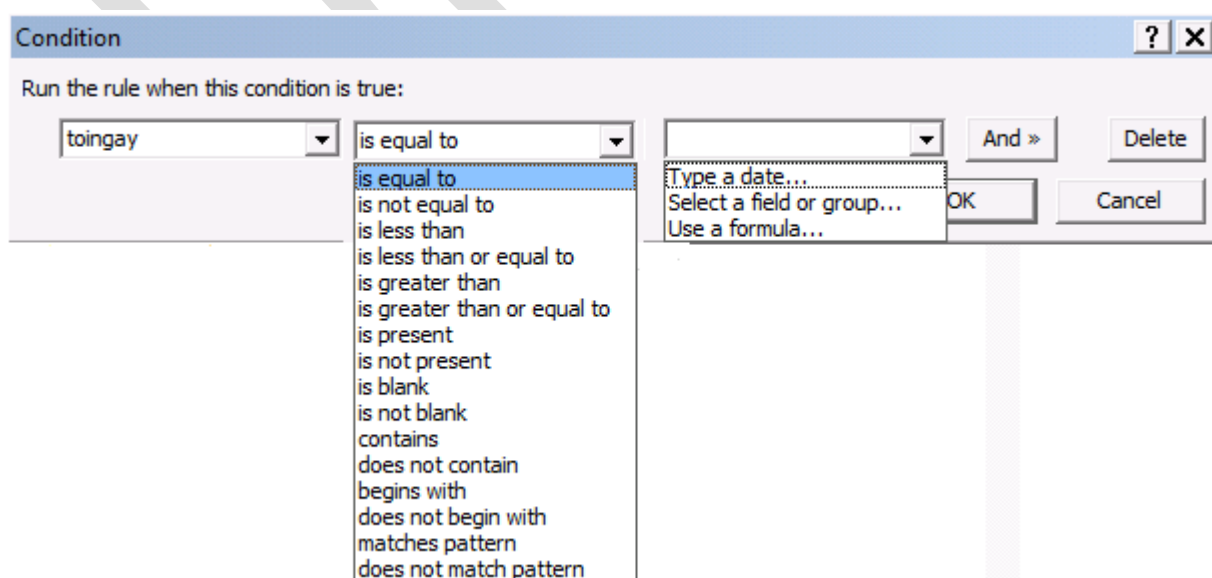 Condition ? X
Run the rule when this condition is true:
toingay is equal to And » Delete
OK Cancel
is equal to
is not equal to
is less than
is less than or equal to
is greater than
is greater than or equal to
is present
is not present
is blank
is not blank
contains
does not contain
begins with
does not begin with
matches pattern
does not match pattern
Type a date...
Select a field or group...
Use a formula...